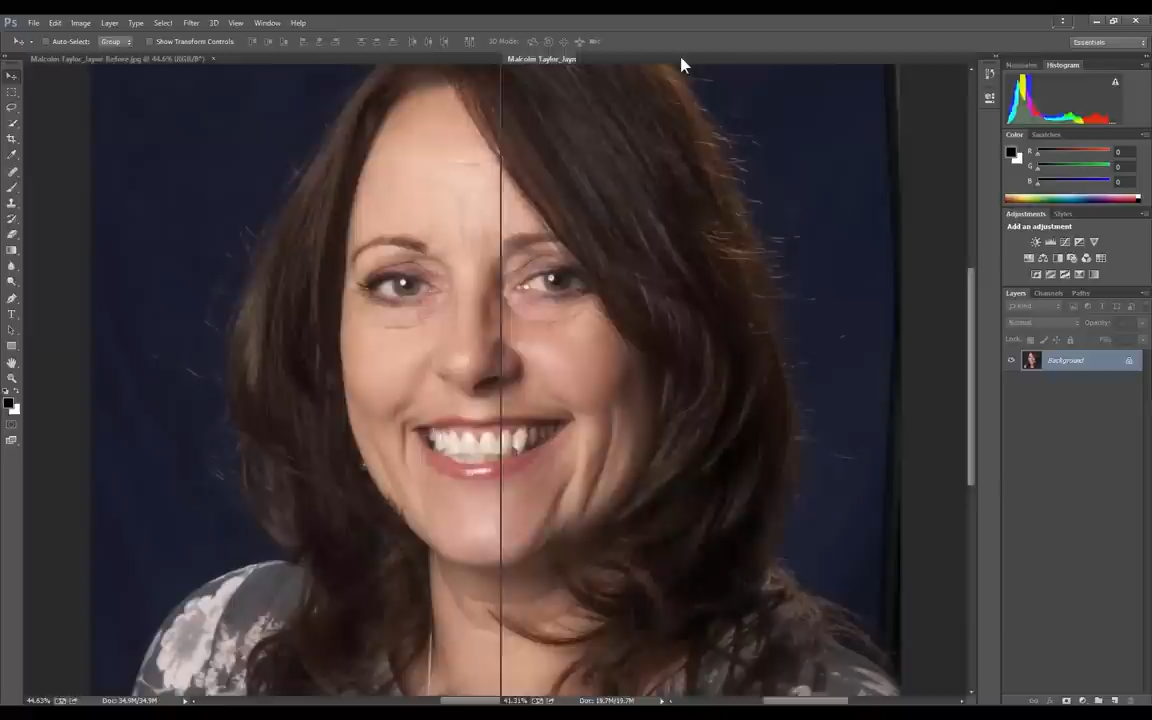 Ps File Edit Image Layer Type Select Filter 3D View Window Help
Auto-Select: Group Show Transform Controls 3D Mode: Essentials
Malcolm Taylor_Jayne Before.jpg @ 44.6% (RGB/8*) × Malcolm Taylor_Jayn
Navigator Histogram
Color Swatches
R 0
G 0
B 0
Adjustments Styles
Add an adjustment
Layers Channels Paths
Kind
Normal Opacity:
Lock: Fill:
Background
44.63% Doc: 34.9M/34.9M 41.31% Doc: 19.7M/19.7M